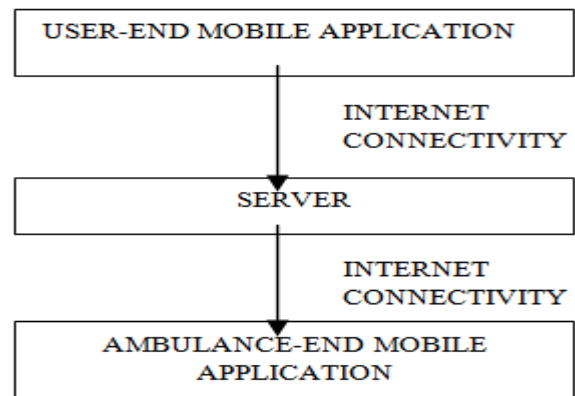 USER-END MOBILE APPLICATION
INTERNET
CONNECTIVITY
SERVER
INTERNET
CONNECTIVITY
AMBULANCE-END MOBILE
APPLICATION